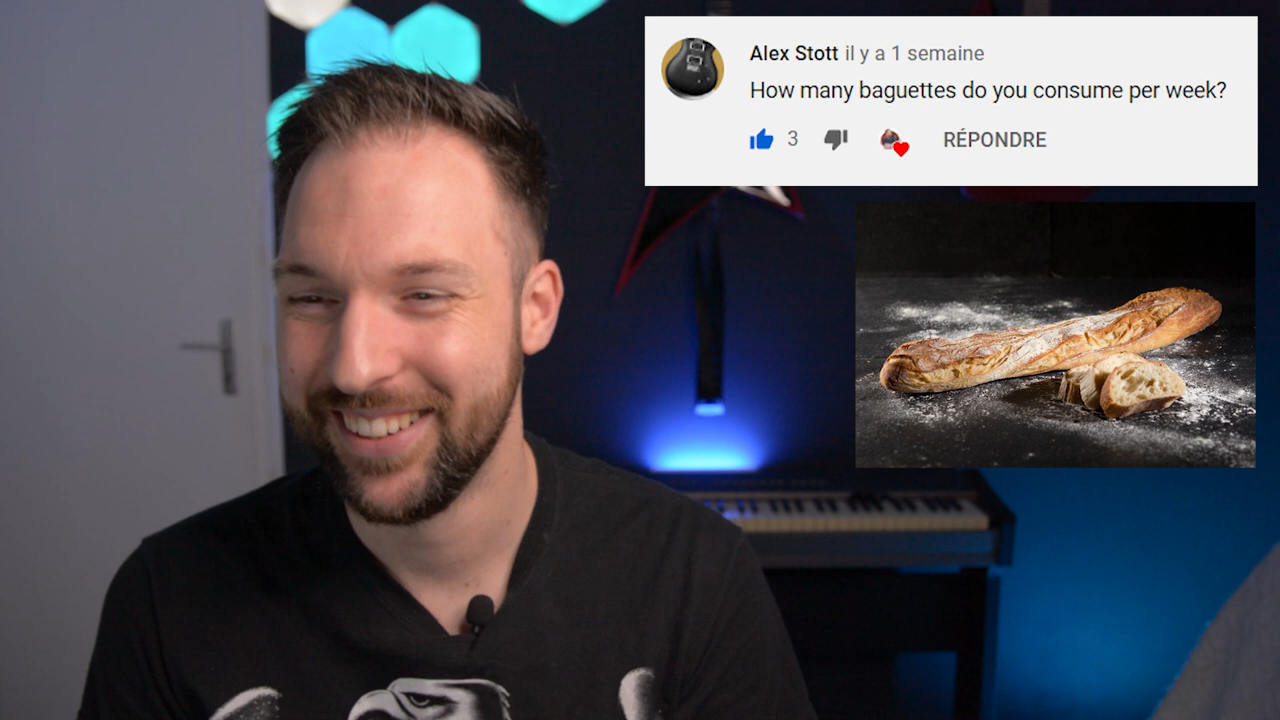 Alex Stott il y a 1 semaine
How many baguettes do you consume per week?
3 RÉPONDRE